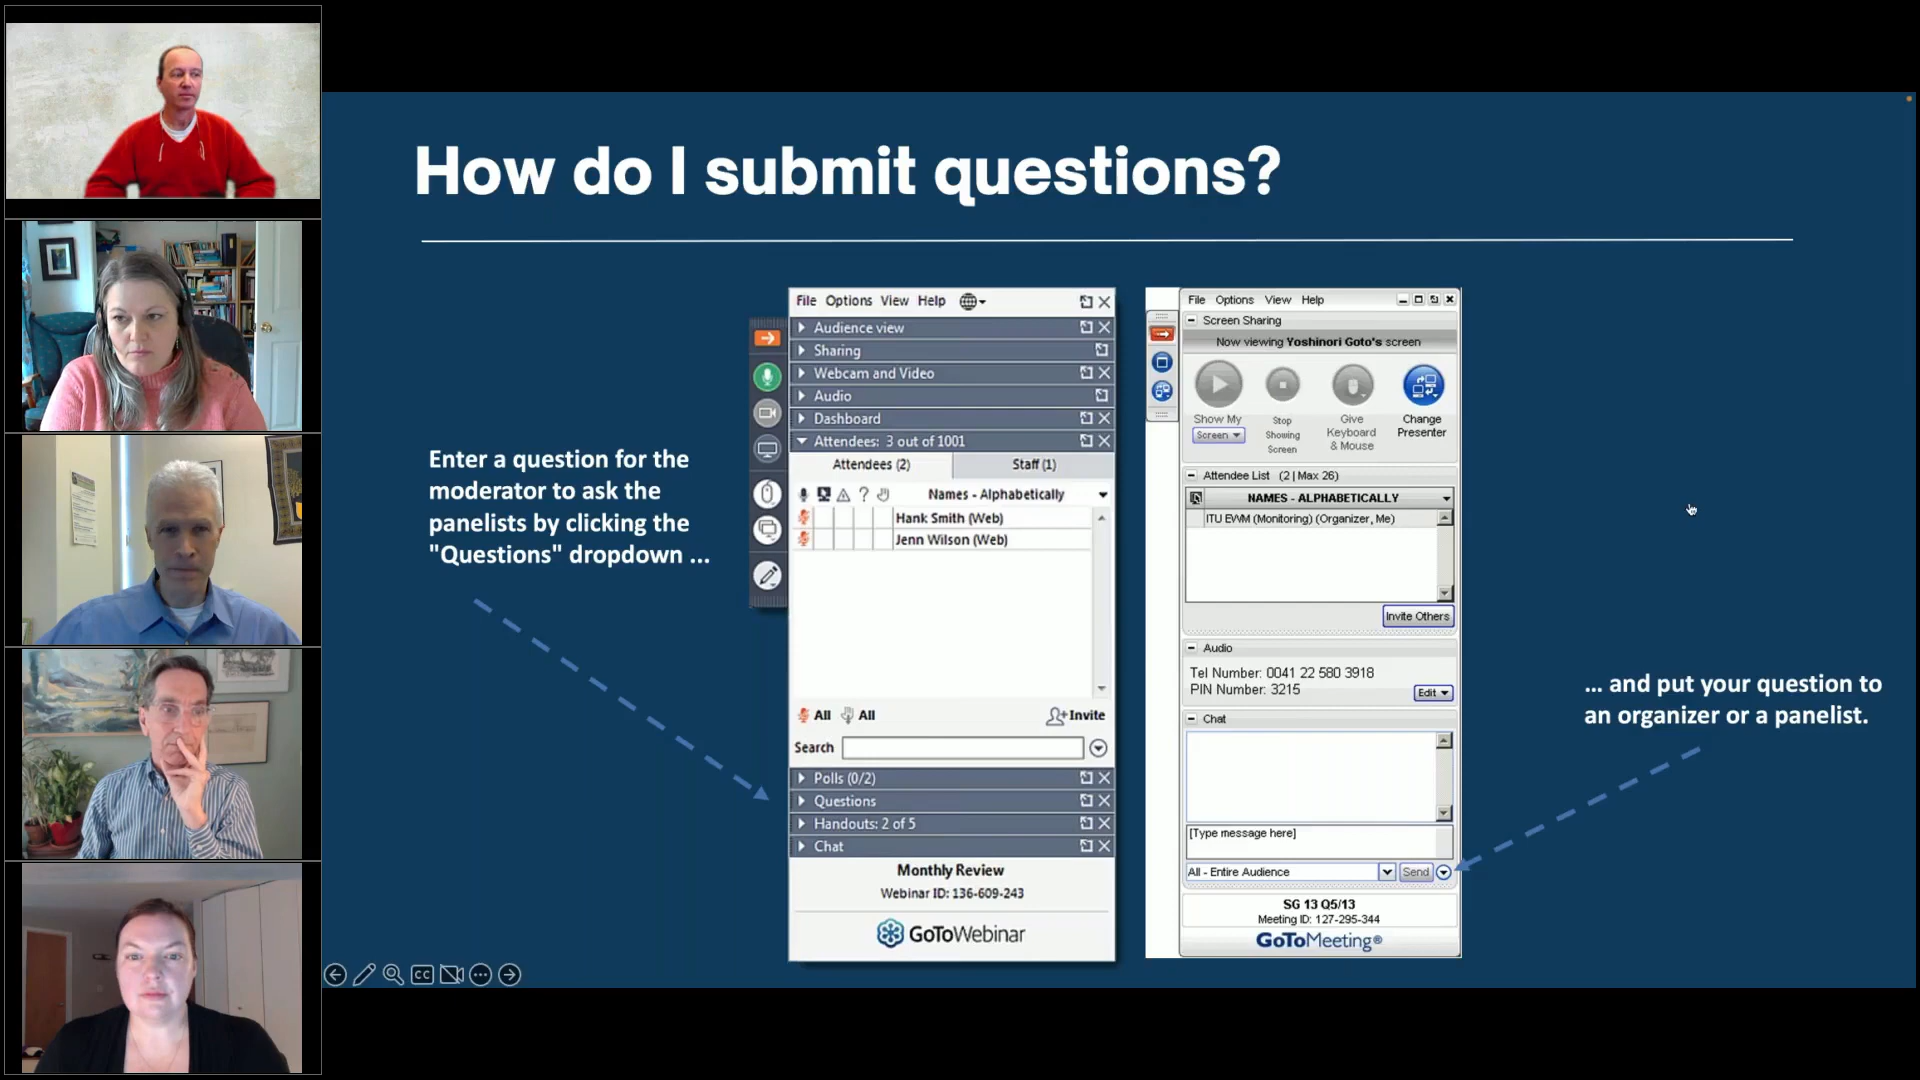 How do I submit questions?
Enter a question for the
moderator to ask the
panelists by clicking the
"Questions" dropdown ...
File Options View Help
Audience view
Sharing
Webcam and Video
Audio
Dashboard
Attendees: 3 out of 1001
Attendees (2) Staff (1)
? Names - Alphabetically
Hank Smith (Web)
Jenn Wilson (Web)
All All Invite
Search
Polls (0/2)
Questions
Handouts: 2 of 5
Chat
Monthly Review
Webinar ID: 136-609-243
GoToWebinar
File Options View Help
Screen Sharing
Now viewing Yoshinori Goto's screen
Show My
Screen
Stop
Showing
Screen
Give
Keyboard
& Mouse
Change
Presenter
Attendee List (2 | Max 26)
NAMES - ALPHABETICALLY
ITU EWM (Monitoring) (Organizer, Me)
Invite Others
Audio
Tel Number: 0041 22 580 3918
PIN Number: 3215
Edit
Chat
[Type message here]
All - Entire Audience
Send
SG 13 Q5/13
Meeting ID: 127-295-344
GoToMeeting®
... and put your question to
an organizer or a panelist.
CC